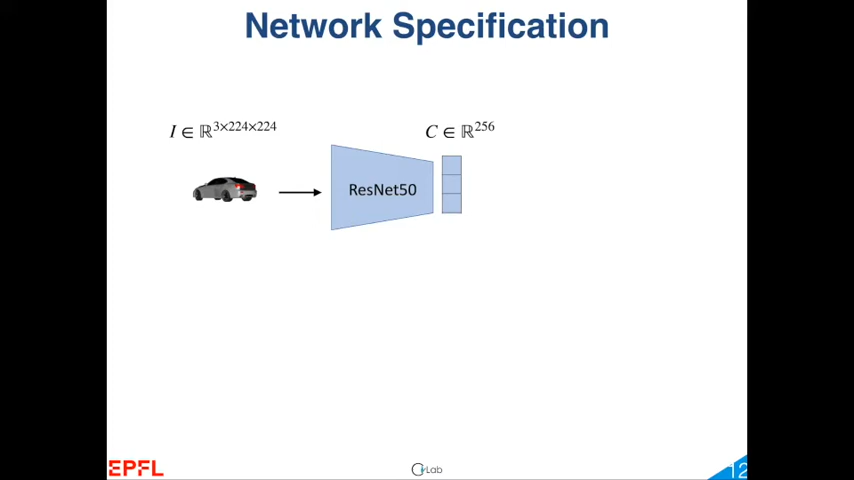 Network Specification
I ∈ ℝ^{3×224×224}
C ∈ ℝ^{256}
ResNet50
EPFL
CVLab
12